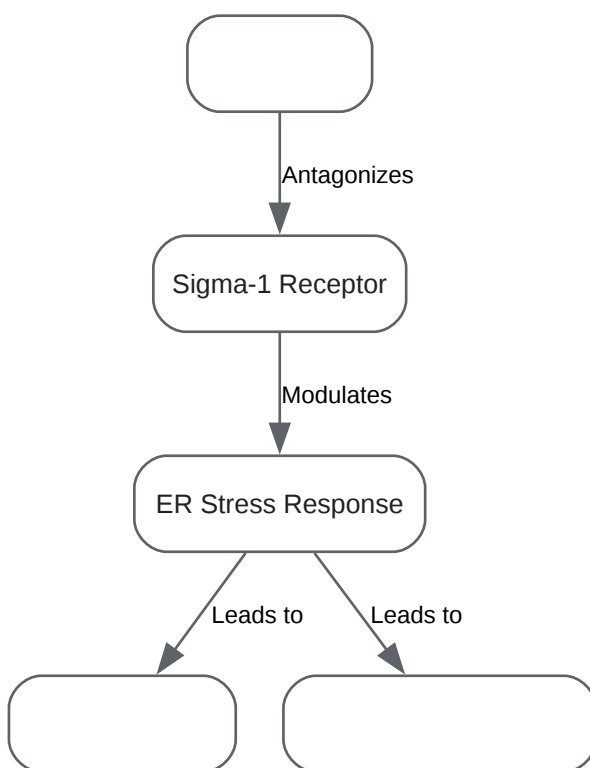 Antagonizes
Sigma-1 Receptor
Modulates
ER Stress Response
Leads to
Leads to